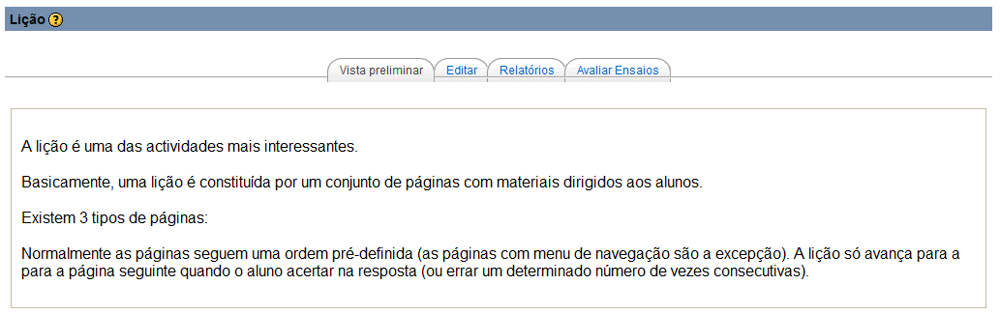 Lição ?
Vista preliminar Editar Relatórios Avaliar Ensaios
A lição é uma das actividades mais interessantes.
Basicamente, uma lição é constituída por um conjunto de páginas com materiais dirigidos aos alunos.
Existem 3 tipos de páginas:
Normalmente as páginas seguem uma ordem pré-definida (as páginas com menu de navegação são a excepção). A lição só avança para a
para a página seguinte quando o aluno acertar na resposta (ou errar um determinado número de vezes consecutivas).